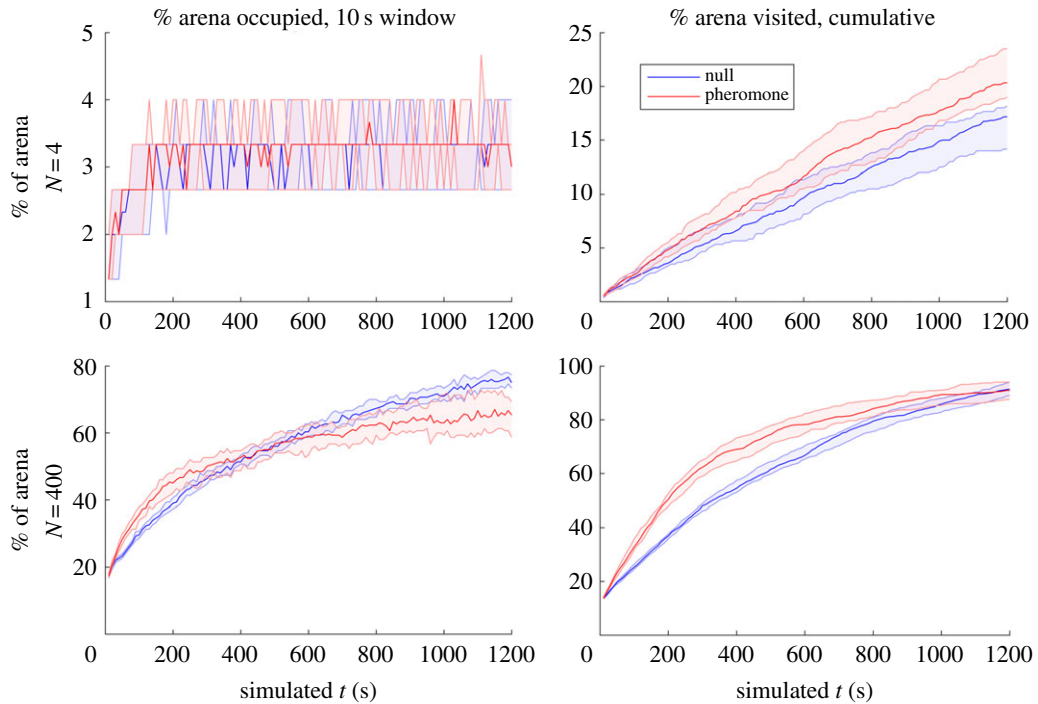 % arena occupied, 10 s window
% arena visited, cumulative
% of arena
N = 4
5
4
3
2
1
0 200 400 600 800 1000 1200
25
20
15
10
5
0 200 400 600 800 1000 1200
null
pheromone
% of arena
N = 400
80
60
40
20
0 200 400 600 800 1000 1200
simulated t (s)
100
80
60
40
20
0 200 400 600 800 1000 1200
simulated t (s)